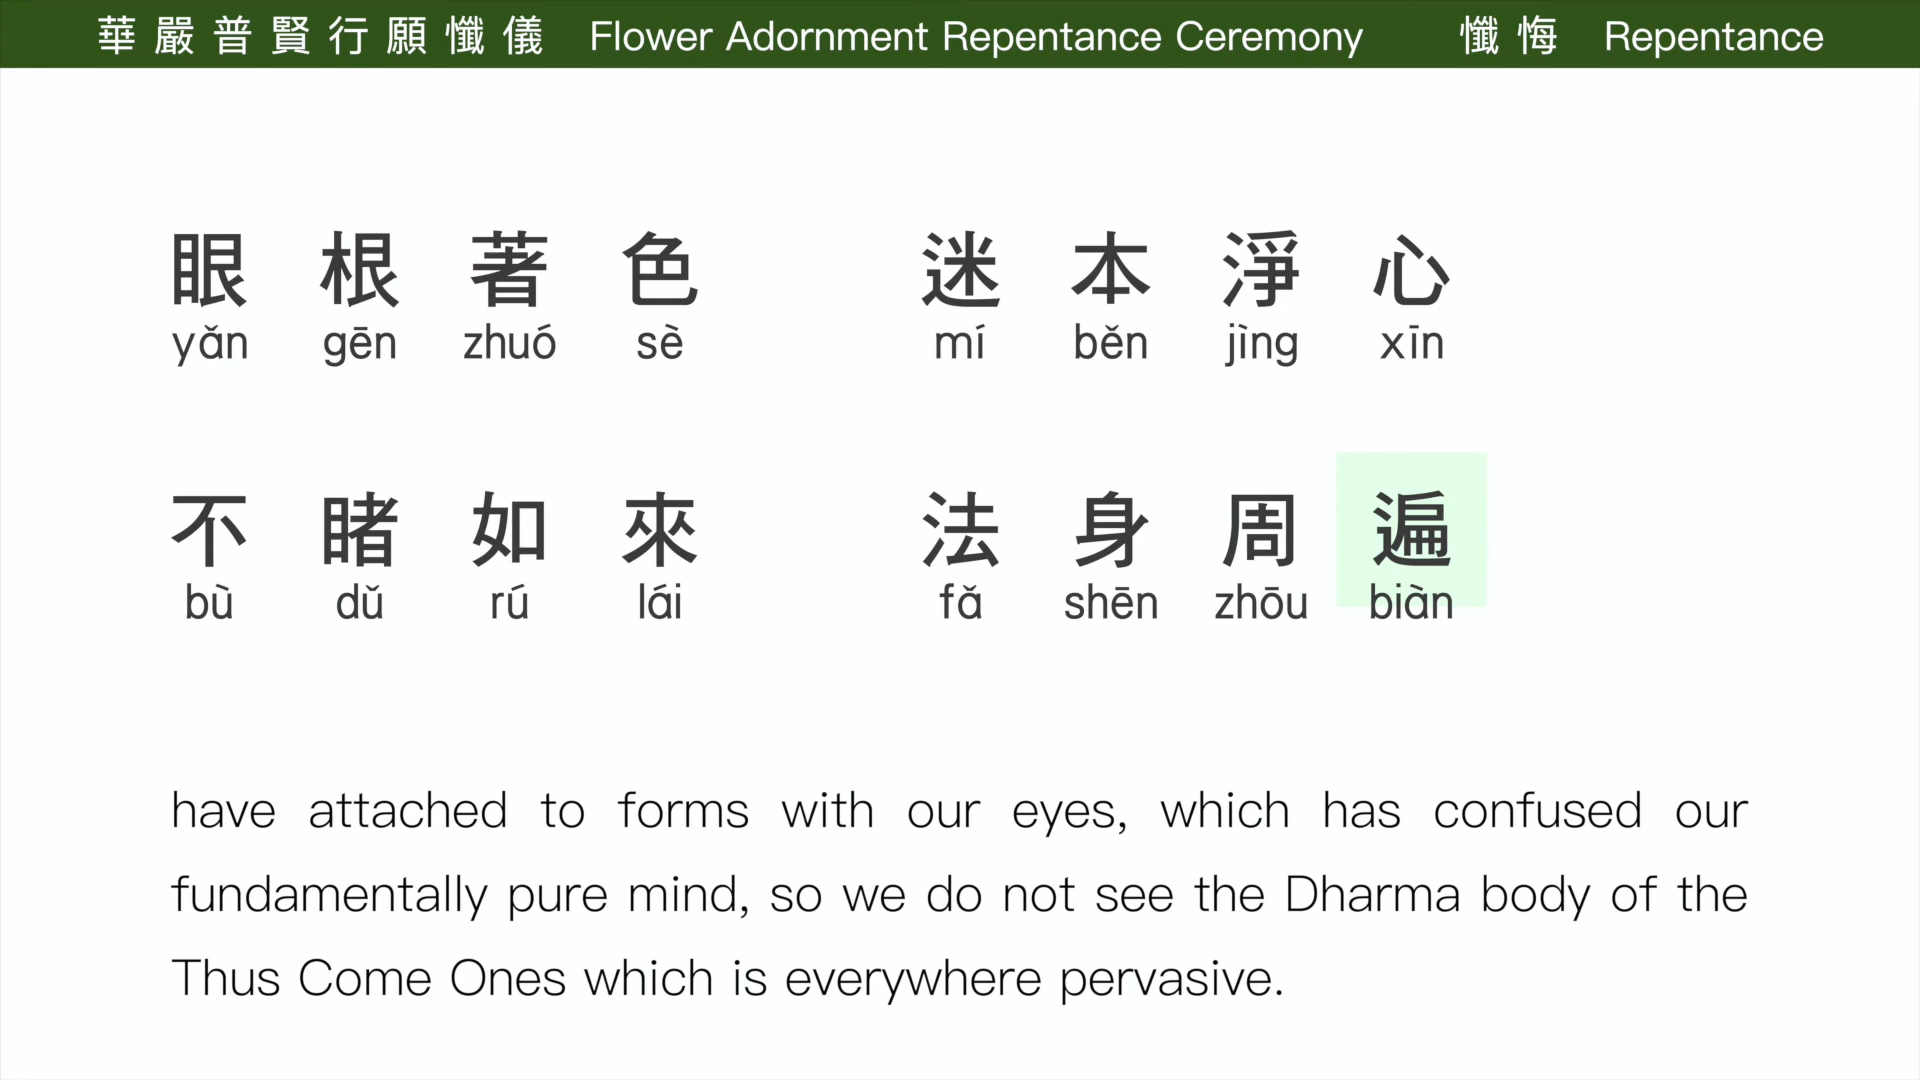 華嚴普賢行願懺儀 Flower Adornment Repentance Ceremony 懺悔 Repentance
眼根著色 迷本淨心
yǎn gēn zhuó sè mí běn jìng xīn
不睹如來 法身周遍
bù dǔ rú lái fǎ shēn zhōu biàn
have attached to forms with our eyes, which has confused our
fundamentally pure mind, so we do not see the Dharma body of the
Thus Come Ones which is everywhere pervasive.